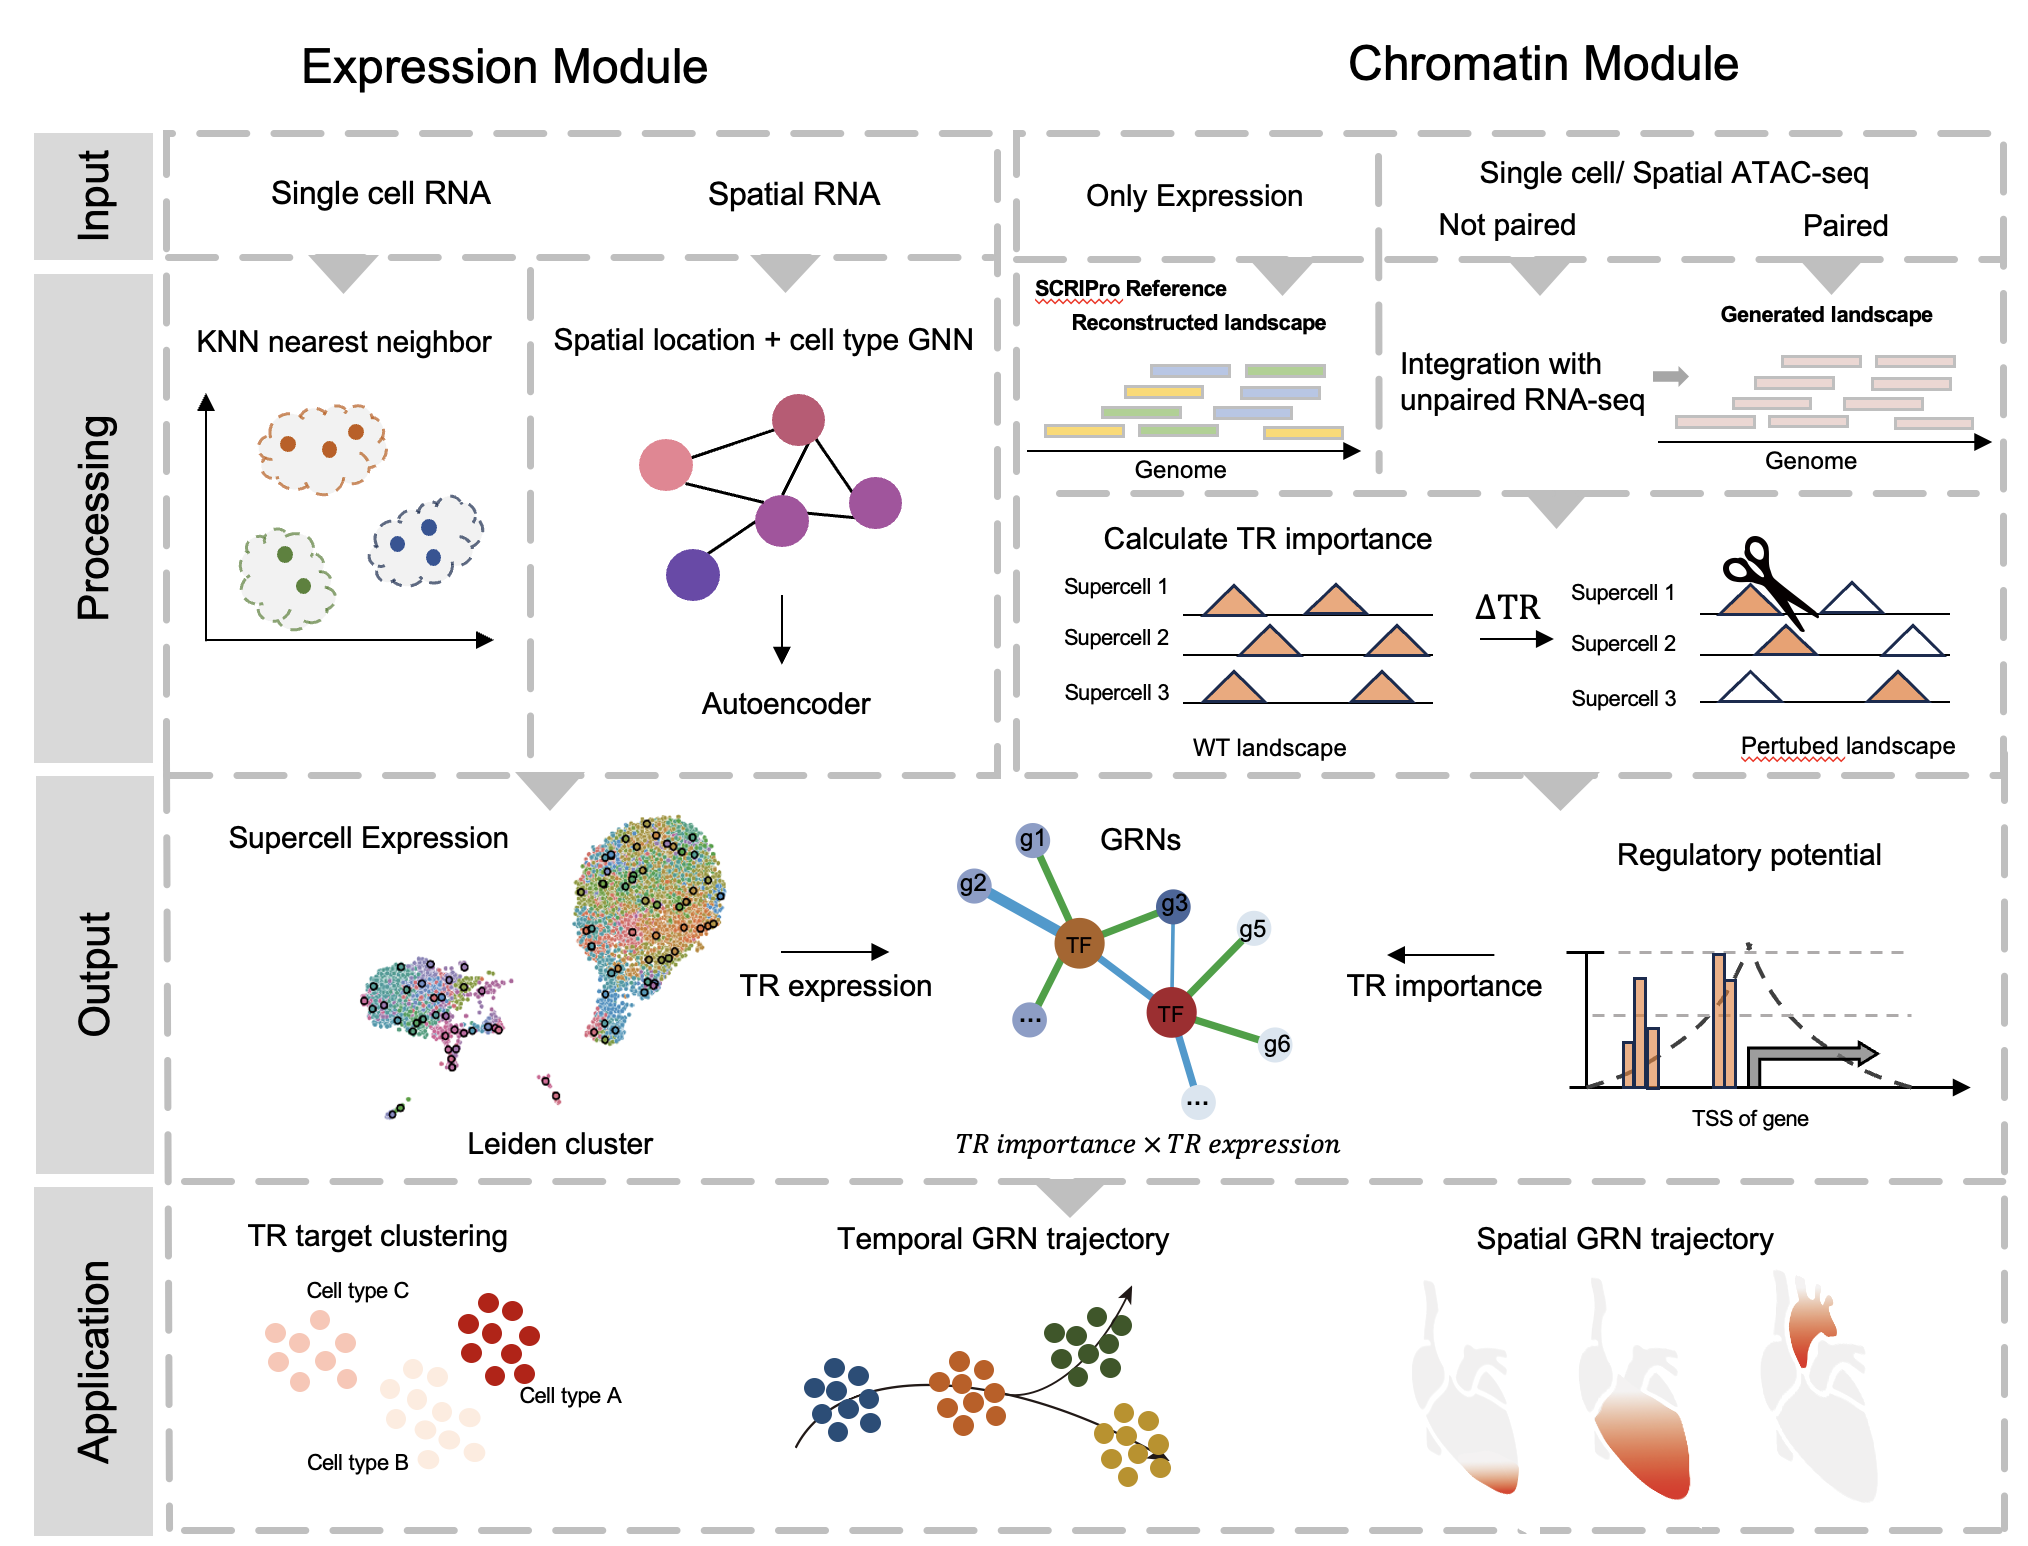 Expression Module
Chromatin Module
Input
Single cell RNA
Spatial RNA
Only Expression
Single cell/ Spatial ATAC-seq
Not paired
Paired
Processing
KNN nearest neighbor
Spatial location + cell type GNN
Autoencoder
SCRIPro Reference
Reconstructed landscape
Genome
Integration with
unpaired RNA-seq
Generated landscape
Genome
Calculate TR importance
Supercell 1
Supercell 2
Supercell 3
WT landscape
ΔTR
Supercell 1
Supercell 2
Supercell 3
Pertubed landscape
Output
Supercell Expression
Leiden cluster
TR expression
GRNs
g1
g2
g3
g5
TF
TF
...
g6
...
TR importance × TR expression
TR importance
Regulatory potential
TSS of gene
Application
TR target clustering
Cell type C
Cell type A
Cell type B
Temporal GRN trajectory
Spatial GRN trajectory